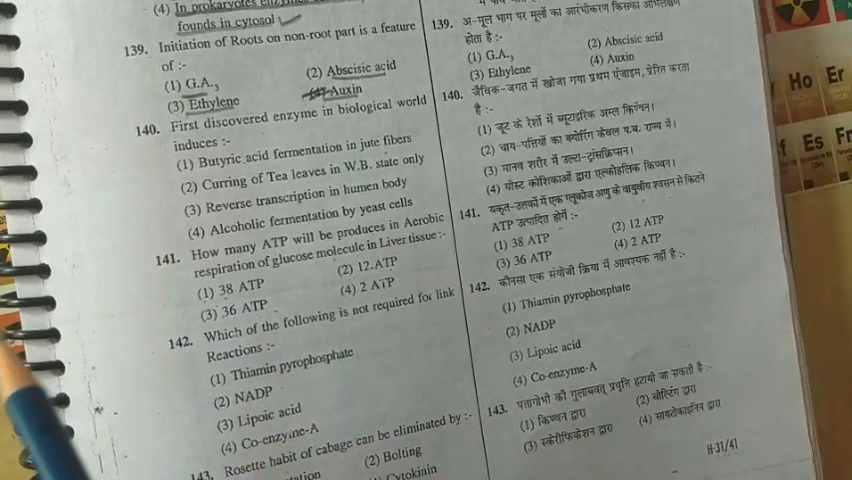 (4) In prokaryotes
founds in cytosol
139. Initiation of Roots on non-root part is a feature
of :-
(1) G.A.3
(2) Abscisic acid
(3) Ethylene
(4) Auxin
140. First discovered enzyme in biological world
induces :-
(1) Butyric acid fermentation in jute fibers
(2) Curring of Tea leaves in W.B. state only
(3) Reverse transcription in humen body
(4) Alcoholic fermentation by yeast cells
141. How many ATP will be produces in Aerobic
respiration of glucose molecule in Liver tissue :-
(1) 38 ATP
(2) 12 ATP
(3) 36 ATP
(4) 2 ATP
142. Which of the following is not required for link
Reactions :-
(1) Thiamin pyrophosphate
(2) NADP
(3) Lipoic acid
(4) Co-enzyme-A
143. Rosette habit of cabage can be eliminated by :-
(2) Bolting
Cytokinin
139. अ-मूल भाग पर मूलों का आरंभीकरण किसका अभिलक्षण
होता है :-
(1) G.A.3
(2) Abscisic acid
(3) Ethylene
(4) Auxin
140. जैविक-जगत में खोजा गया प्रथम एंजाइम, प्रेरित करता
है :-
(1) जूट के रेशों में ब्यूटाइरिक अम्ल किण्वन।
(2) चाय-पत्तियों का क्योरिंग केवल प.ब. राज्य में।
(3) मानव शरीर में उल्टा-ट्रांसक्रिप्सन।
(4) यीस्ट कोशिकाओं द्वारा एल्कोहलिक किण्वन।
141. यकृत-उतकों में एक ग्लूकोज अणु के वायुवीय श्वसन से कितने
ATP उत्पादित होगें :-
(1) 38 ATP
(2) 12 ATP
(3) 36 ATP
(4) 2 ATP
142. कौनसा एक संयोजी क्रिया में आवश्यक नहीं है :-
(1) Thiamin pyrophosphate
(2) NADP
(3) Lipoic acid
(4) Co-enzyme-A
143. पतागोभी की गुलाबवत् प्रवृति हटायी जा सकती है :-
(1) किण्वन द्वारा
(2) बोल्टिंग द्वारा
(3) स्केरीफिकेशन द्वारा
(4) सायटोकाइनिन द्वारा
H-31/41
Ho Er
Es Fm